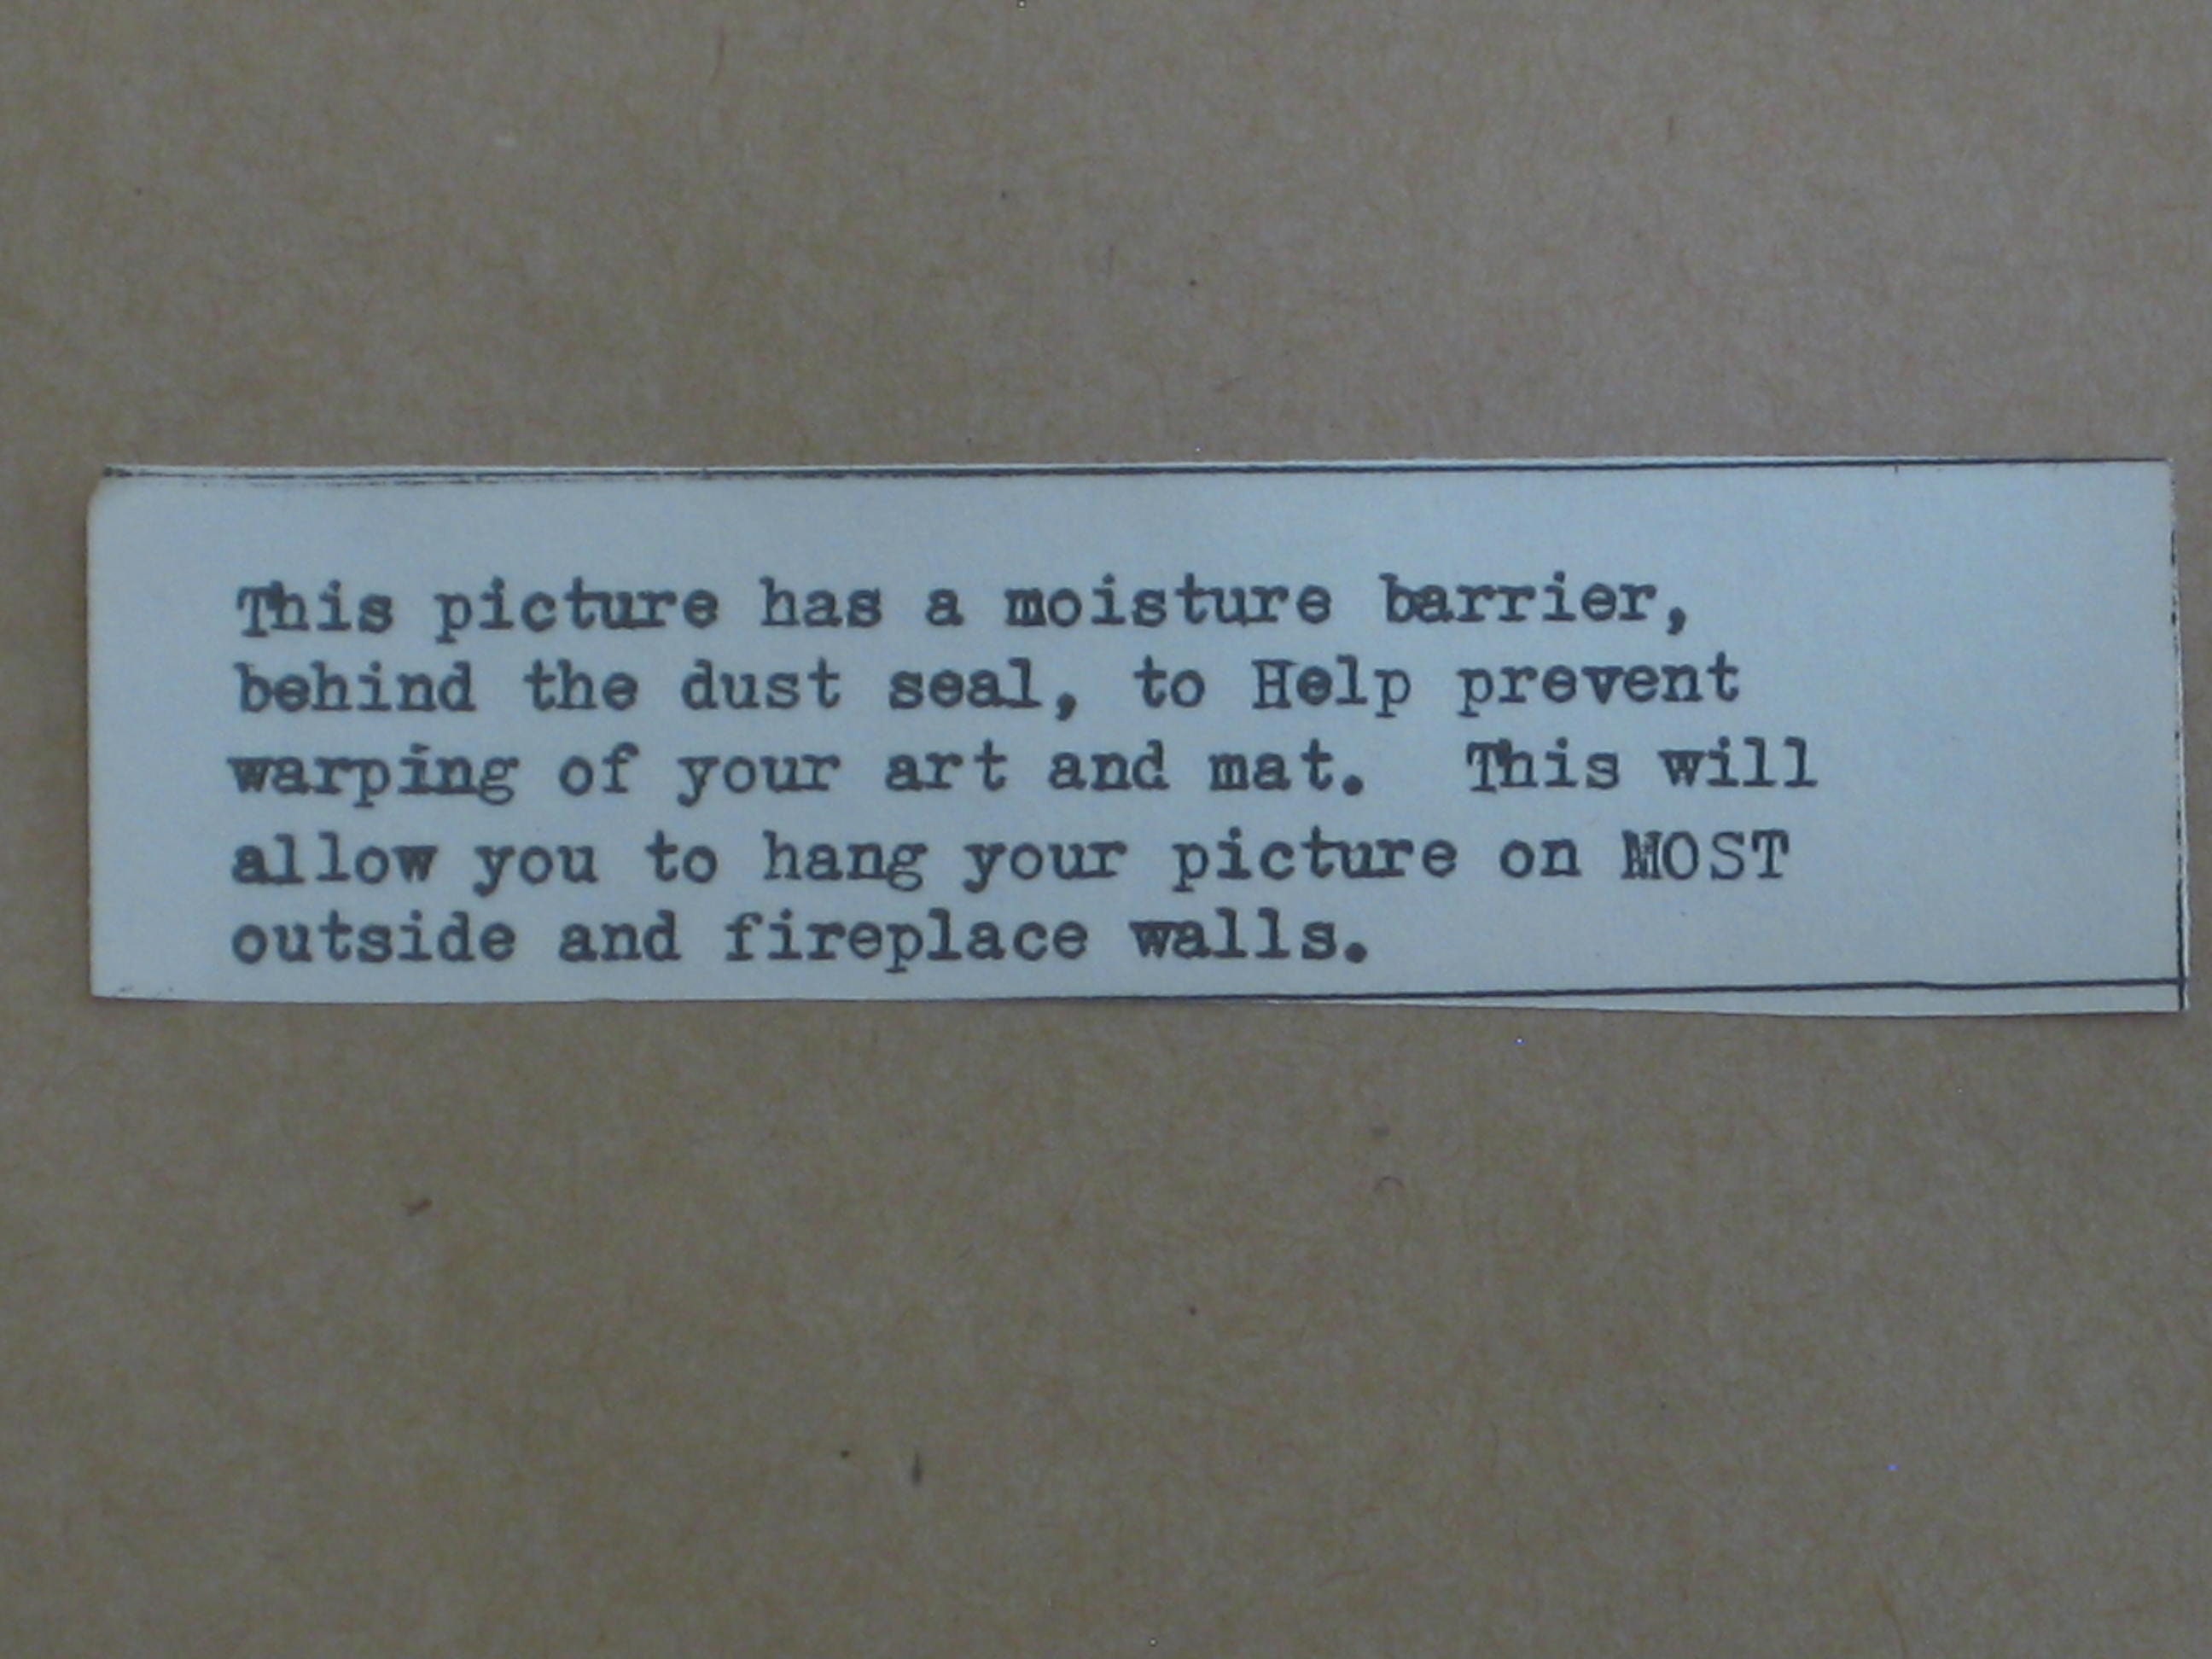 This picture has a moisture barrier,
behind the dust seal, to Help prevent
warping of your art and mat.  This will
allow you to hang your picture on MOST
outside and fireplace walls.